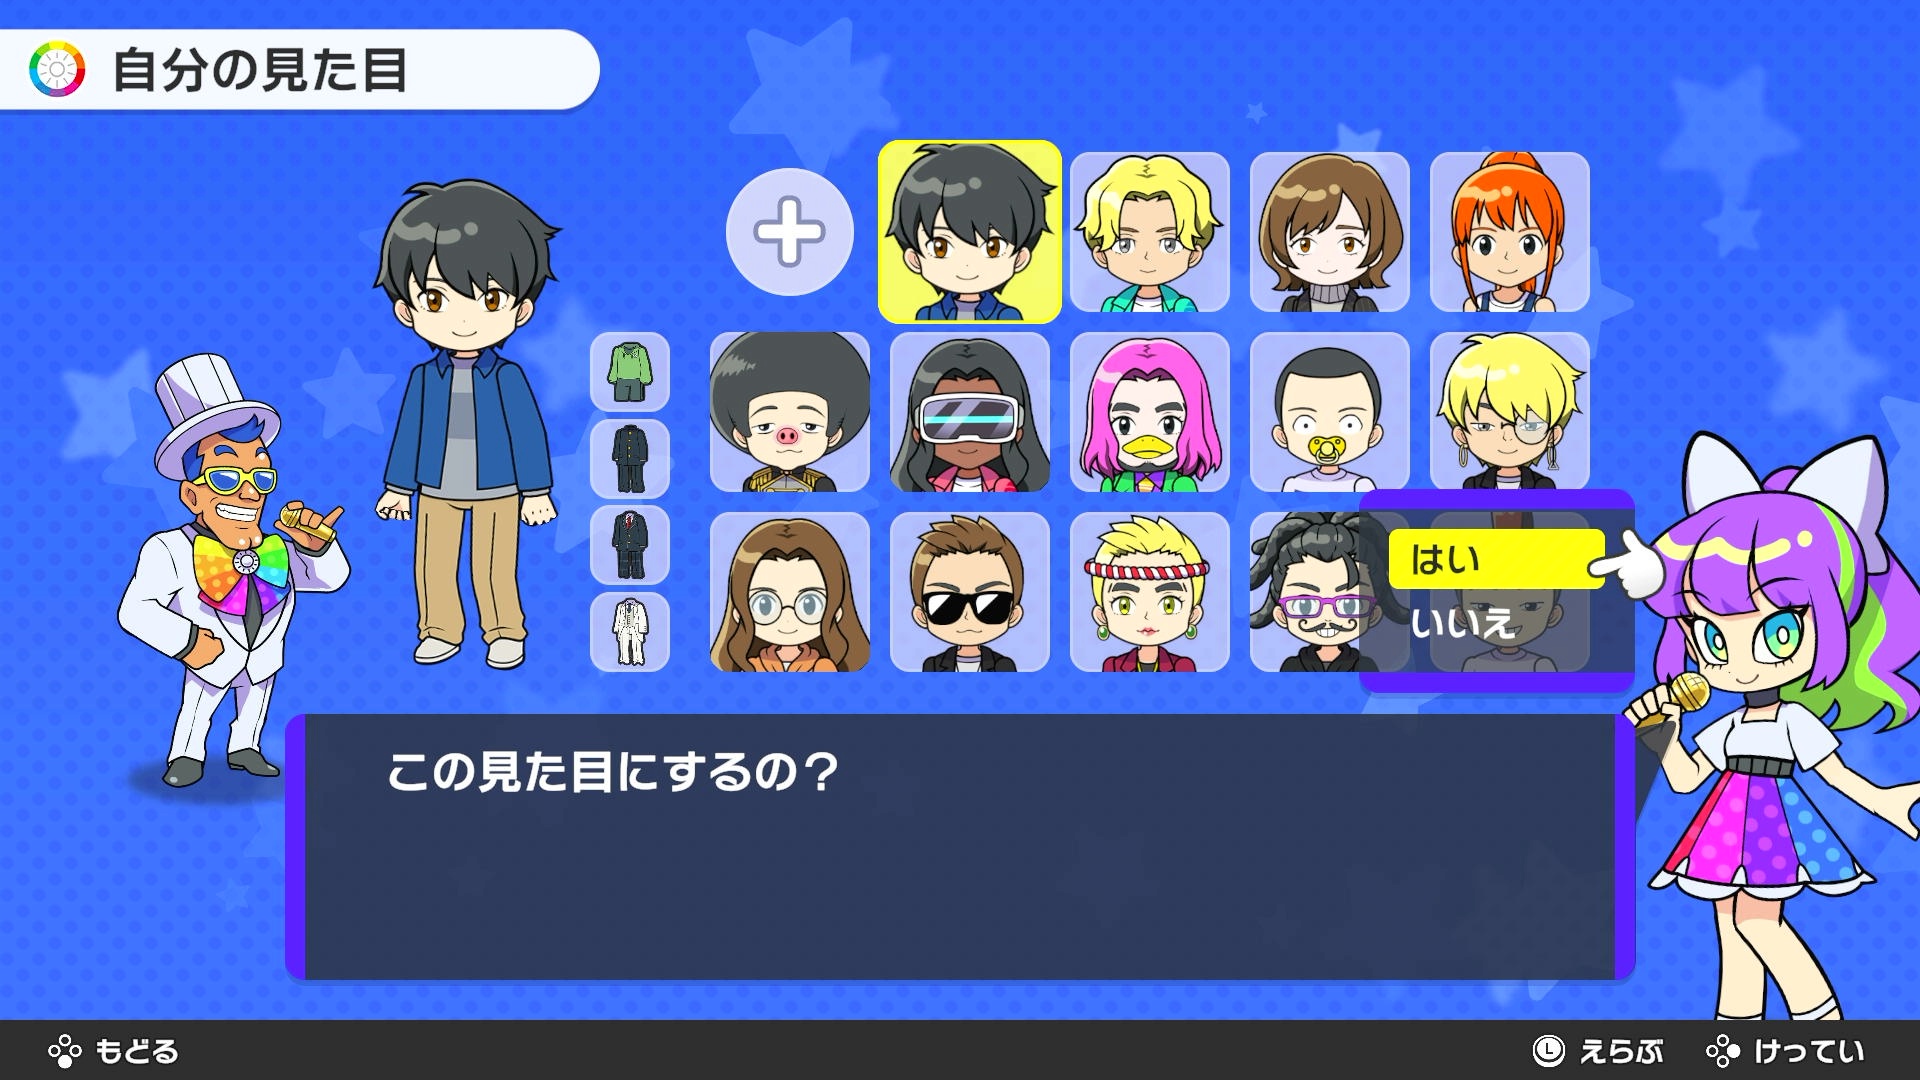 自分の見た目
はい
いいえ
この見た目にするの？
もどる
Ⓛ えらぶ
けってい